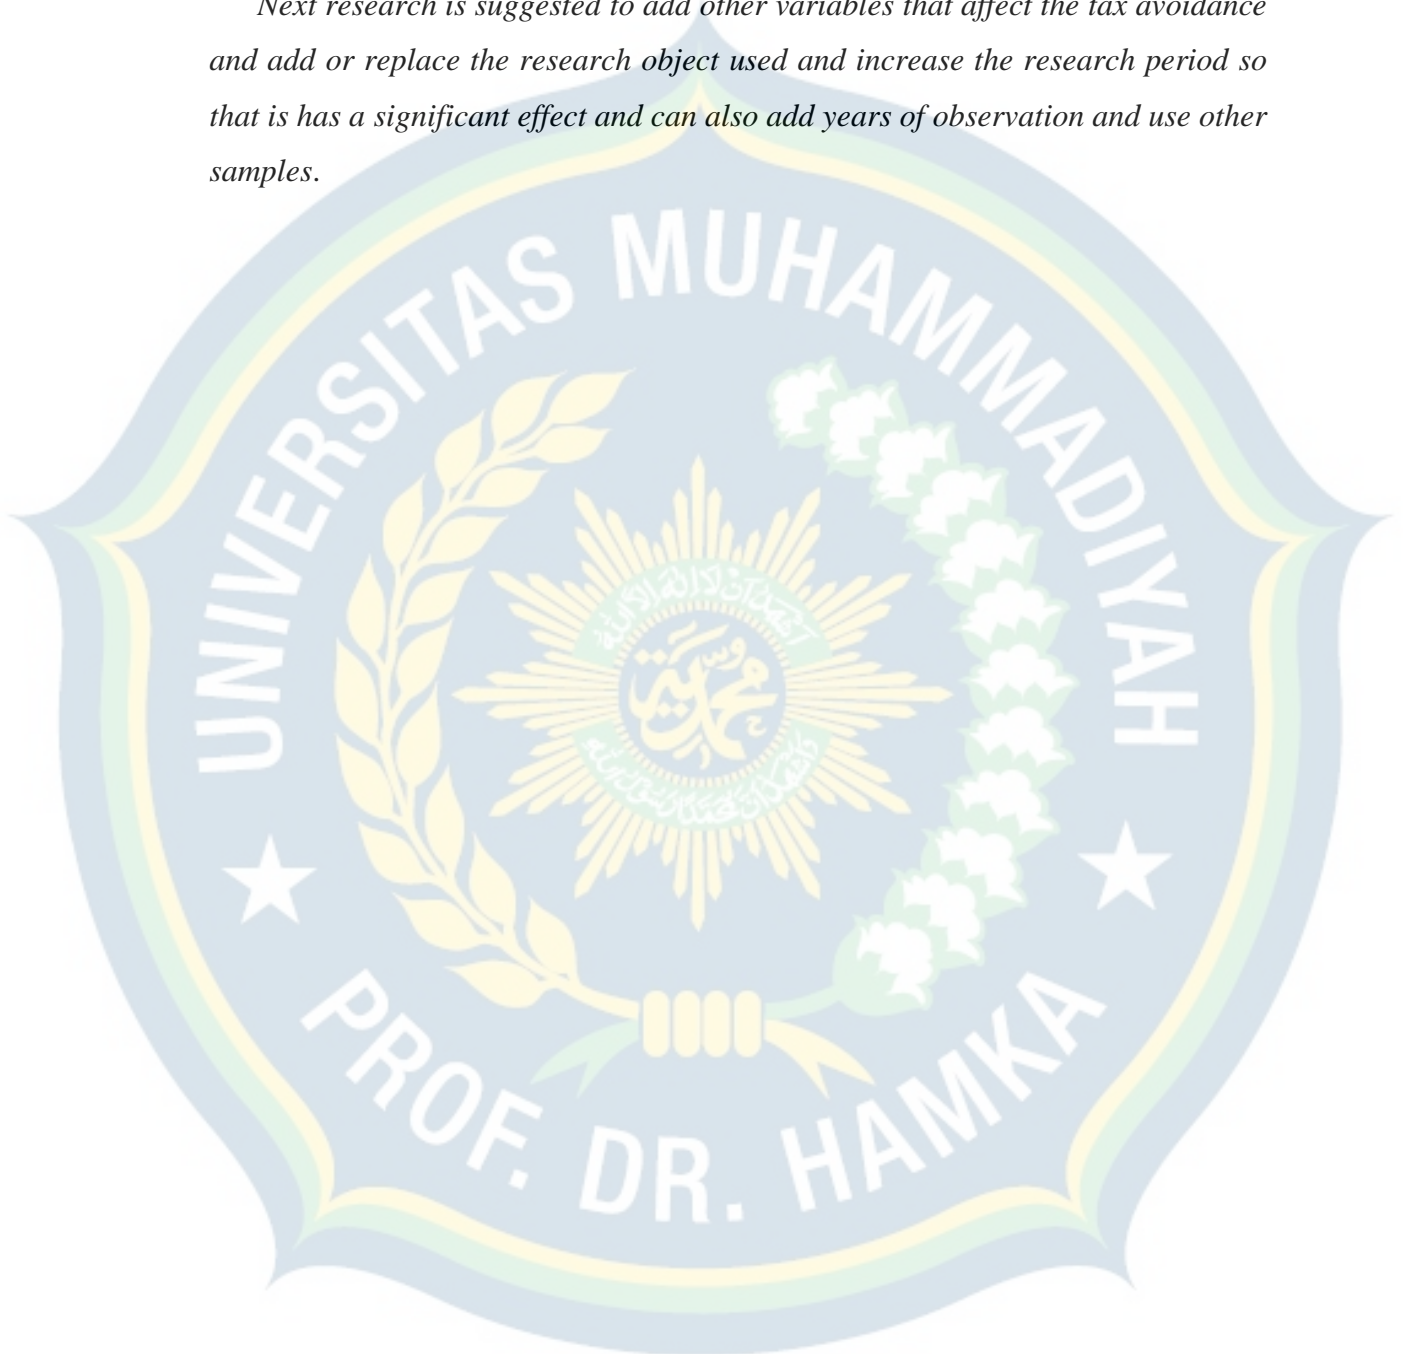 Next research is suggested to add other variables that affect the tax avoidance
and add or replace the research object used and increase the research period so
that is has a significant effect and can also add years of observation and use other
samples.
UNIVERSITAS MUHAMMADIYAH
محمدية
PROF. DR. HAMKA